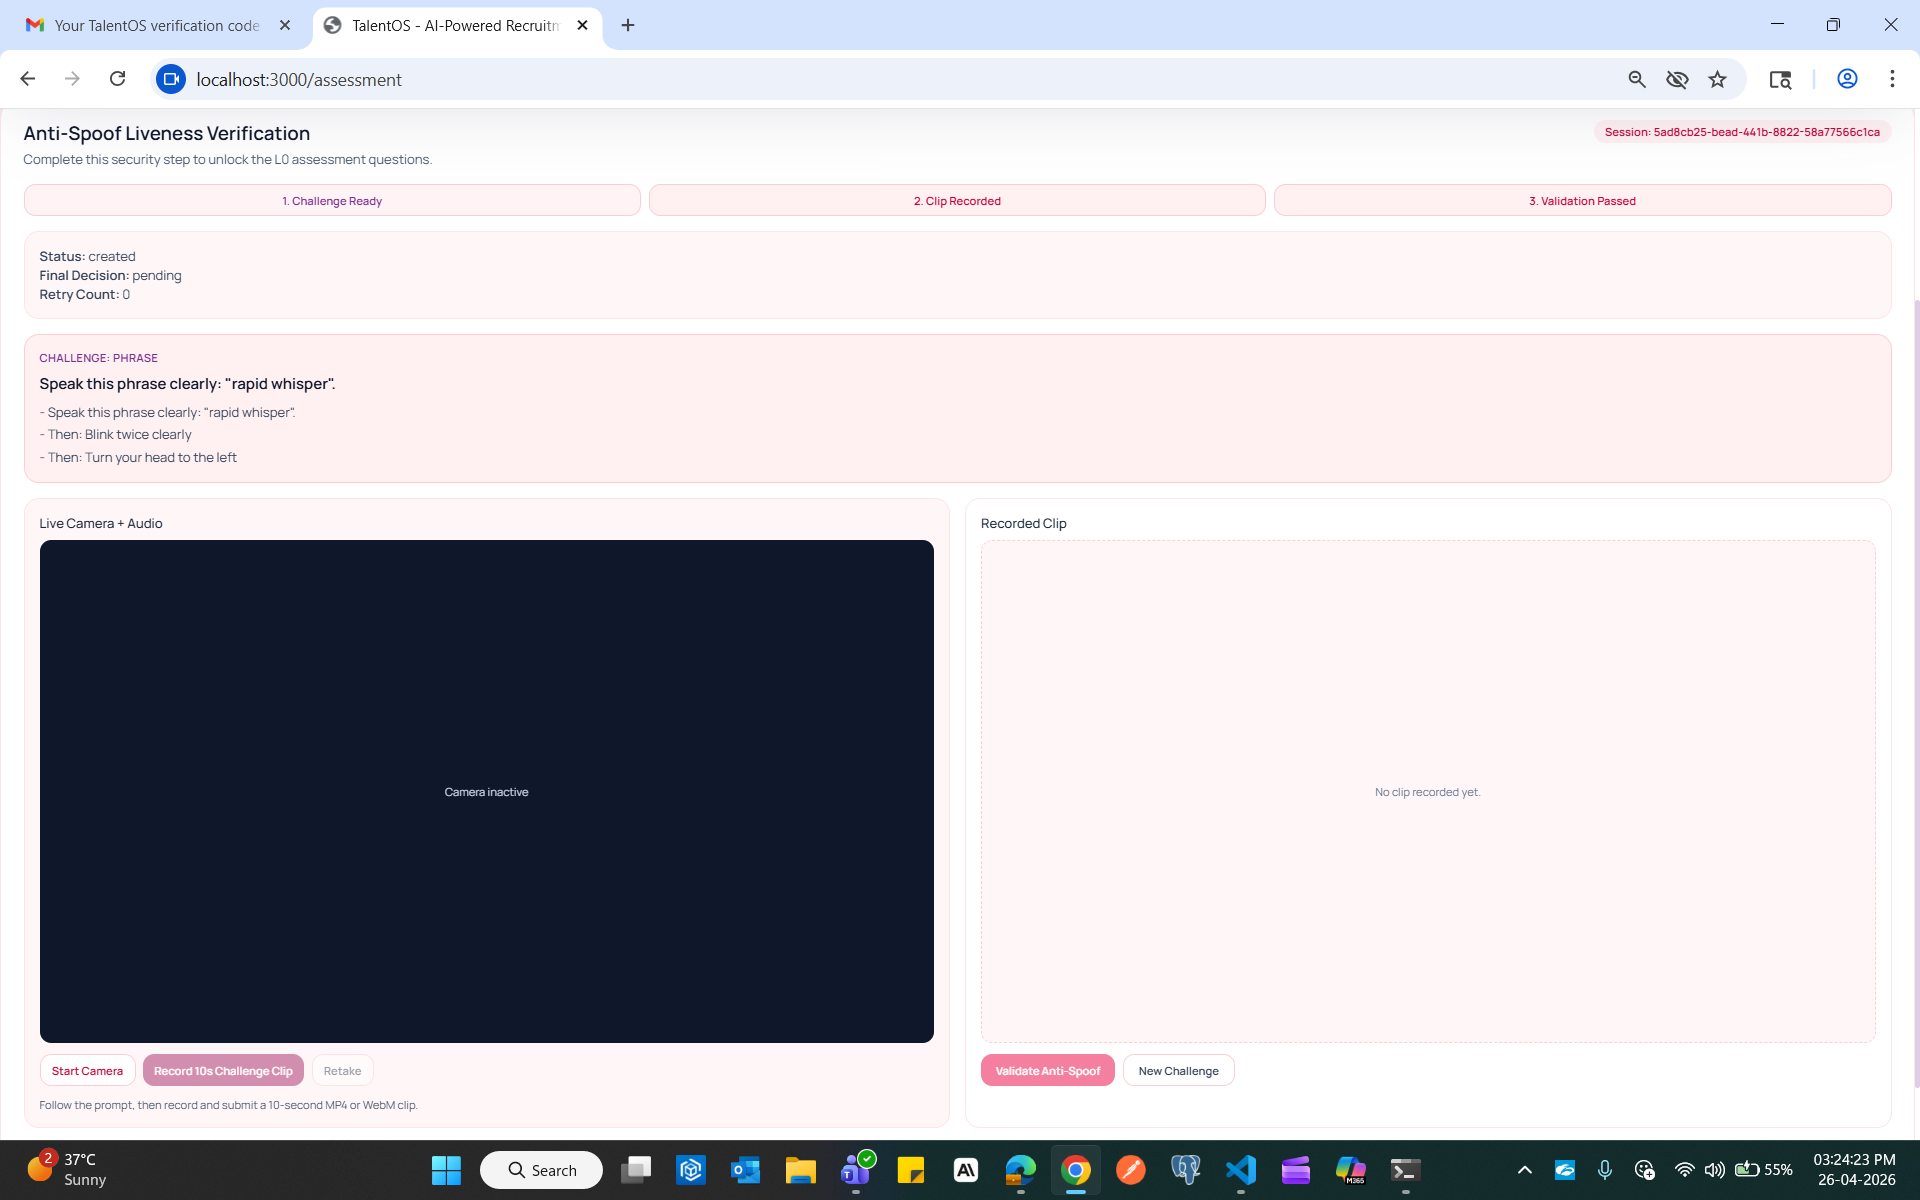 Your TalentOS verification code
TalentOS - AI-Powered Recruitm
localhost:3000/assessment
Anti-Spoof Liveness Verification
Session: 5ad8cb25-bead-441b-8822-58a77566c1ca
Complete this security step to unlock the L0 assessment questions.
1. Challenge Ready
2. Clip Recorded
3. Validation Passed
Status: created
Final Decision: pending
Retry Count: 0
CHALLENGE: PHRASE
Speak this phrase clearly: "rapid whisper".
- Speak this phrase clearly: "rapid whisper".
- Then: Blink twice clearly
- Then: Turn your head to the left
Live Camera + Audio
Camera inactive
Start Camera
Record 10s Challenge Clip
Retake
Follow the prompt, then record and submit a 10-second MP4 or WebM clip.
Recorded Clip
No clip recorded yet.
Validate Anti-Spoof
New Challenge
2
37°C
Sunny
Search
M365
55%
03:24:23 PM
26-04-2026